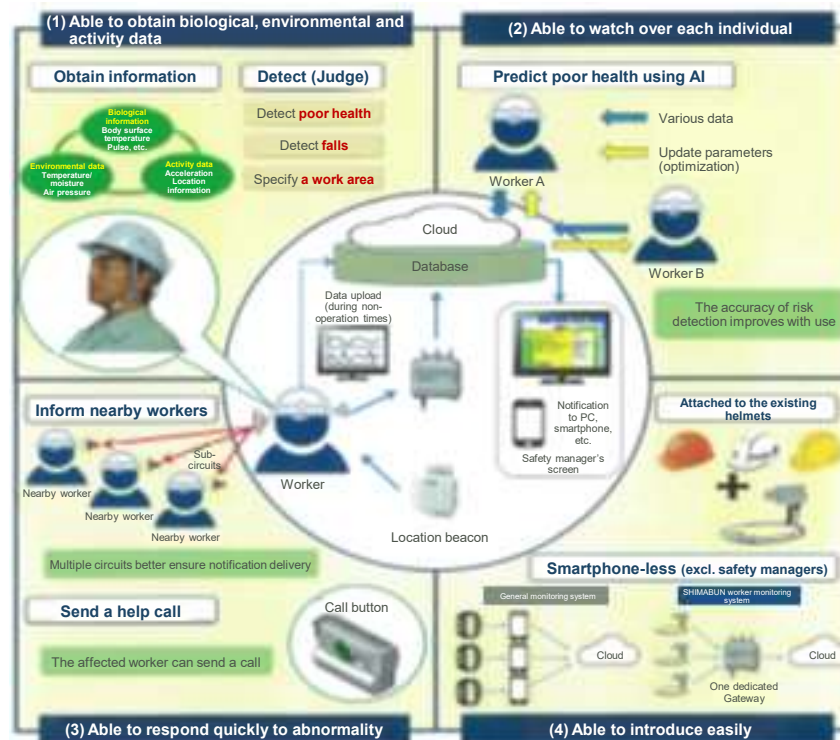 (1) Able to obtain biological, environmental and
activity data
Obtain information
Detect (Judge)
Biological
information
Body surface
temperature
Pulse, etc.
Environmental data
Temperature/
moisture
Air pressure
Activity data
Acceleration
Location
information
Detect poor health
Detect falls
Specify a work area
(2) Able to watch over each individual
Predict poor health using AI
Worker A
Various data
Update parameters
(optimization)
Worker B
The accuracy of risk
detection improves with use
Cloud
Database
Data upload
(during non-
operation times)
Notification
to PC,
smartphone,
etc.
Safety manager's
screen
Worker
Location beacon
Inform nearby workers
Sub-
circuits
Nearby worker
Nearby worker
Nearby worker
Multiple circuits better ensure notification delivery
Send a help call
Call button
The affected worker can send a call
(3) Able to respond quickly to abnormality
Attached to the existing
helmets
Smartphone-less (excl. safety managers)
General monitoring system
SHIMABUN worker monitoring
system
Cloud
Cloud
One dedicated
Gateway
(4) Able to introduce easily